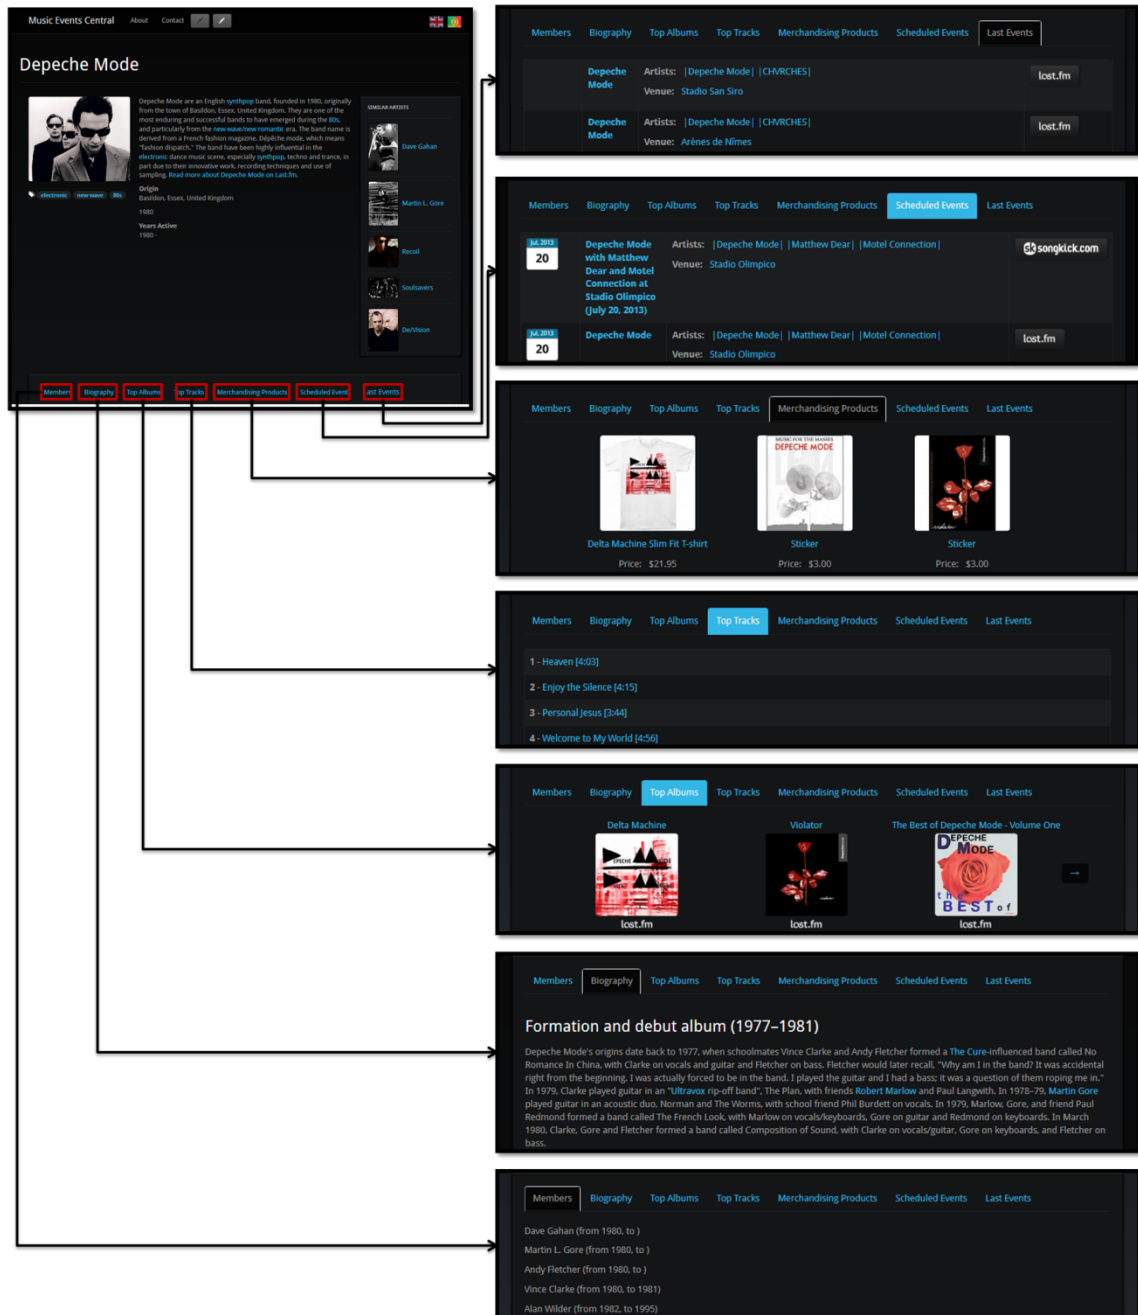 Music Events Central About Contact
Depeche Mode
Depeche Mode are an English synthpop band, founded in 1980, originally
from the town of Basildon, Essex, United Kingdom. They are one of the
most enduring and successful bands to have emerged during the 80s,
and particularly from the new wave/new romantic era. The band name is
derived from a French fashion magazine, Dépêche mode, which means
"fashion dispatch." The band have been highly influential in the
electronic dance music scene, especially synthpop, techno and trance, in
part due to their innovative work, recording techniques and use of
sampling. Read more about Depeche Mode on Last.fm.
electronic new wave 80s
Origin
Basildon, Essex, United Kingdom
1980
Years Active
1980 -
SIMILAR ARTISTS
Dave Gahan
Martin L. Gore
Recoil
Soulsavers
De/Vision
Members Biography Top Albums Top Tracks Merchandising Products Scheduled Event ast Events
Members Biography Top Albums Top Tracks Merchandising Products Scheduled Events Last Events
Depeche Mode
Artists: |Depeche Mode| |CHVRCHES|
Venue: Stadio San Siro
lost.fm
Depeche Mode
Artists: |Depeche Mode| |CHVRCHES|
Venue: Arènes de Nîmes
lost.fm
Members Biography Top Albums Top Tracks Merchandising Products Scheduled Events Last Events
Jul, 2013
20
Depeche Mode
with Matthew
Dear and Motel
Connection at
Stadio Olimpico
(July 20, 2013)
Artists: |Depeche Mode| |Matthew Dear| |Motel Connection|
Venue: Stadio Olimpico
sk songkick.com
Jul, 2013
20
Depeche Mode
Artists: |Depeche Mode| |Matthew Dear| |Motel Connection|
Venue: Stadio Olimpico
lost.fm
Members Biography Top Albums Top Tracks Merchandising Products Scheduled Events Last Events
MUSIC FOR THE MASSES
DEPECHE MODE
Delta Machine Slim Fit T-shirt Sticker Sticker
Price: $21.95 Price: $3.00 Price: $3.00
Members Biography Top Albums Top Tracks Merchandising Products Scheduled Events Last Events
1 - Heaven [4:03]
2 - Enjoy the Silence [4:15]
3 - Personal Jesus [3:44]
4 - Welcome to My World [4:56]
Members Biography Top Albums Top Tracks Merchandising Products Scheduled Events Last Events
Delta Machine Violator The Best of Depeche Mode - Volume One
DEPECHE MODE
the BEST of
→
lost.fm lost.fm lost.fm
Members Biography Top Albums Top Tracks Merchandising Products Scheduled Events Last Events
Formation and debut album (1977–1981)
Depeche Mode's origins date back to 1977, when schoolmates Vince Clarke and Andy Fletcher formed a The Cure-influenced band called No
Romance In China, with Clarke on vocals and guitar and Fletcher on bass. Fletcher would later recall, "Why am I in the band? It was accidental
right from the beginning. I was actually forced to be in the band. I played the guitar and I had a bass; it was a question of them roping me in."
In 1979, Clarke played guitar in an "Ultravox rip-off band", The Plan, with friends Robert Marlow and Paul Langwith. In 1978–79, Martin Gore
played guitar in an acoustic duo, Norman and The Worms, with school friend Phil Burdett on vocals. In 1979, Marlow, Gore, and friend Paul
Redmond formed a band called The French Look, with Marlow on vocals/keyboards, Gore on guitar and Redmond on keyboards. In March
1980, Clarke, Gore and Fletcher formed a band called Composition of Sound, with Clarke on vocals/guitar, Gore on keyboards, and Fletcher on
bass.
Members Biography Top Albums Top Tracks Merchandising Products Scheduled Events Last Events
Dave Gahan (from 1980, to )
Martin L. Gore (from 1980, to )
Andy Fletcher (from 1980, to )
Vince Clarke (from 1980, to 1981)
Alan Wilder (from 1982, to 1995)